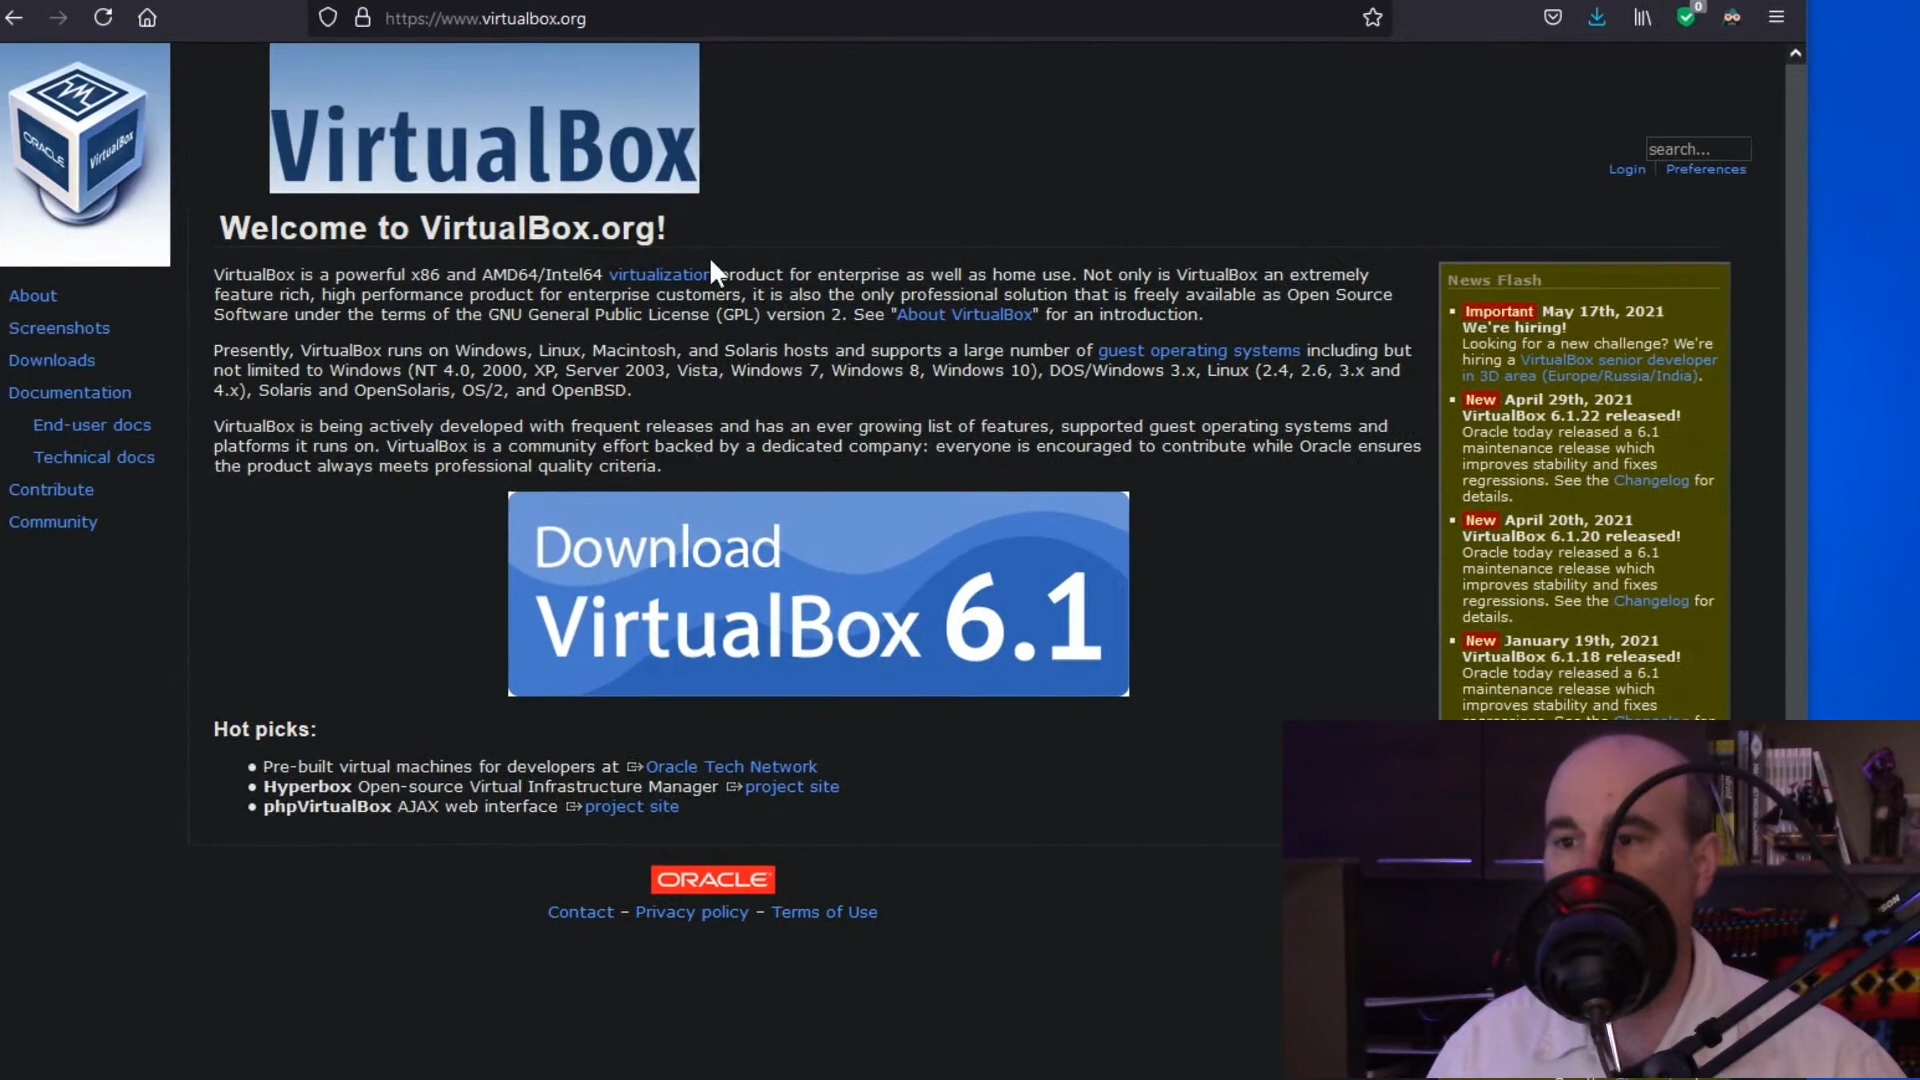 https://www.virtualbox.org
0
ORACLE
VirtualBox
VirtualBox
search...
Login
Preferences
Welcome to VirtualBox.org!
About
Screenshots
Downloads
Documentation
End-user docs
Technical docs
Contribute
Community
VirtualBox is a powerful x86 and AMD64/Intel64 virtualization product for enterprise as well as home use. Not only is VirtualBox an extremely
feature rich, high performance product for enterprise customers, it is also the only professional solution that is freely available as Open Source
Software under the terms of the GNU General Public License (GPL) version 2. See "About VirtualBox" for an introduction.
Presently, VirtualBox runs on Windows, Linux, Macintosh, and Solaris hosts and supports a large number of guest operating systems including but
not limited to Windows (NT 4.0, 2000, XP, Server 2003, Vista, Windows 7, Windows 8, Windows 10), DOS/Windows 3.x, Linux (2.4, 2.6, 3.x and
4.x), Solaris and OpenSolaris, OS/2, and OpenBSD.
VirtualBox is being actively developed with frequent releases and has an ever growing list of features, supported guest operating systems and
platforms it runs on. VirtualBox is a community effort backed by a dedicated company: everyone is encouraged to contribute while Oracle ensures
the product always meets professional quality criteria.
Download
VirtualBox 6.1
Hot picks:
Pre-built virtual machines for developers at Oracle Tech Network
Hyperbox Open-source Virtual Infrastructure Manager project site
phpVirtualBox AJAX web interface project site
ORACLE
Contact – Privacy policy – Terms of Use
News Flash
Important May 17th, 2021
We're hiring!
Looking for a new challenge? We're
hiring a VirtualBox senior developer
in 3D area (Europe/Russia/India).
New April 29th, 2021
VirtualBox 6.1.22 released!
Oracle today released a 6.1
maintenance release which
improves stability and fixes
regressions. See the Changelog for
details.
New April 20th, 2021
VirtualBox 6.1.20 released!
Oracle today released a 6.1
maintenance release which
improves stability and fixes
regressions. See the Changelog for
details.
New January 19th, 2021
VirtualBox 6.1.18 released!
Oracle today released a 6.1
maintenance release which
improves stability and fixes